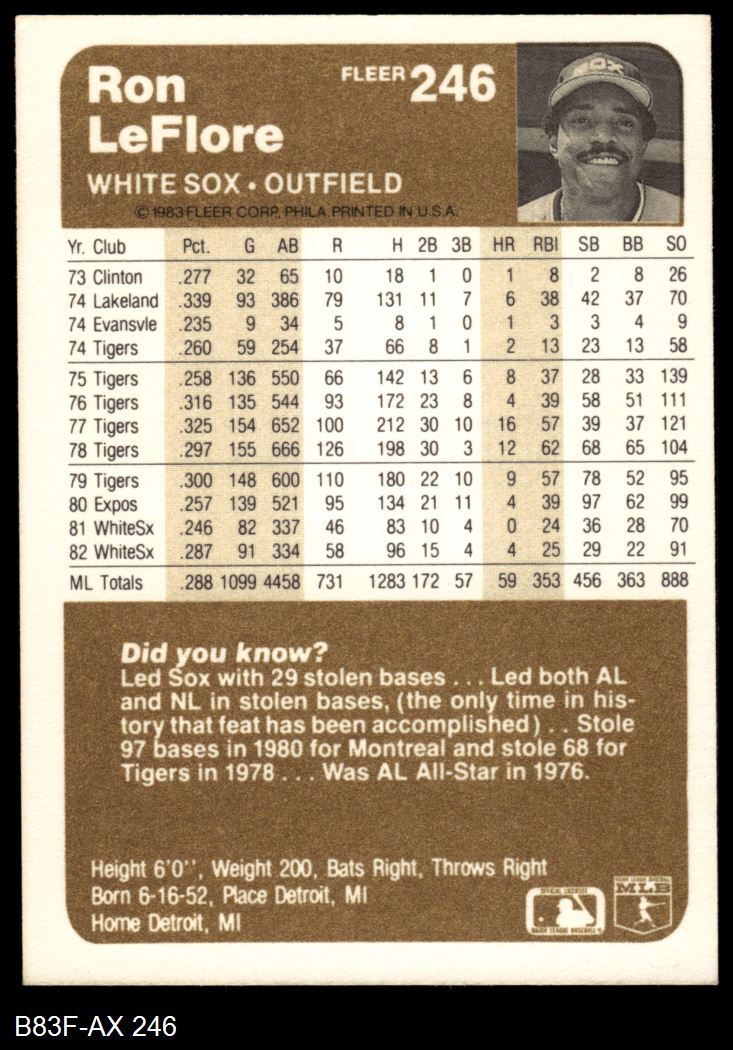 Ron
LeFlore
FLEER 246
SOX
WHITE SOX • OUTFIELD
© 1983 FLEER CORP. PHILA. PRINTED IN U.S.A.
Yr. Club Pct. G AB R H 2B 3B HR RBI SB BB SO
73 Clinton .277 32 65 10 18 1 0 1 8 2 8 26
74 Lakeland .339 93 386 79 131 11 7 6 38 42 37 70
74 Evansvle .235 9 34 5 8 1 0 1 3 3 4 9
74 Tigers .260 59 254 37 66 8 1 2 13 23 13 58
75 Tigers .258 136 550 66 142 13 6 8 37 28 33 139
76 Tigers .316 135 544 93 172 23 8 4 39 58 51 111
77 Tigers .325 154 652 100 212 30 10 16 57 39 37 121
78 Tigers .297 155 666 126 198 30 3 12 62 68 65 104
79 Tigers .300 148 600 110 180 22 10 9 57 78 52 95
80 Expos .257 139 521 95 134 21 11 4 39 97 62 99
81 WhiteSx .246 82 337 46 83 10 4 0 24 36 28 70
82 WhiteSx .287 91 334 58 96 15 4 4 25 29 22 91
ML Totals .288 1099 4458 731 1283 172 57 59 353 456 363 888
Did you know?
Led Sox with 29 stolen bases . . . Led both AL
and NL in stolen bases, (the only time in his-
tory that feat has been accomplished) . . Stole
97 bases in 1980 for Montreal and stole 68 for
Tigers in 1978 . . . Was AL All-Star in 1976.
Height 6'0'', Weight 200, Bats Right, Throws Right
Born 6-16-52, Place Detroit, MI
Home Detroit, MI
OFFICIAL LICENSEE
MAJOR LEAGUE BASEBALL
MAJOR LEAGUE BASEBALL
MLB
B83F-AX 246